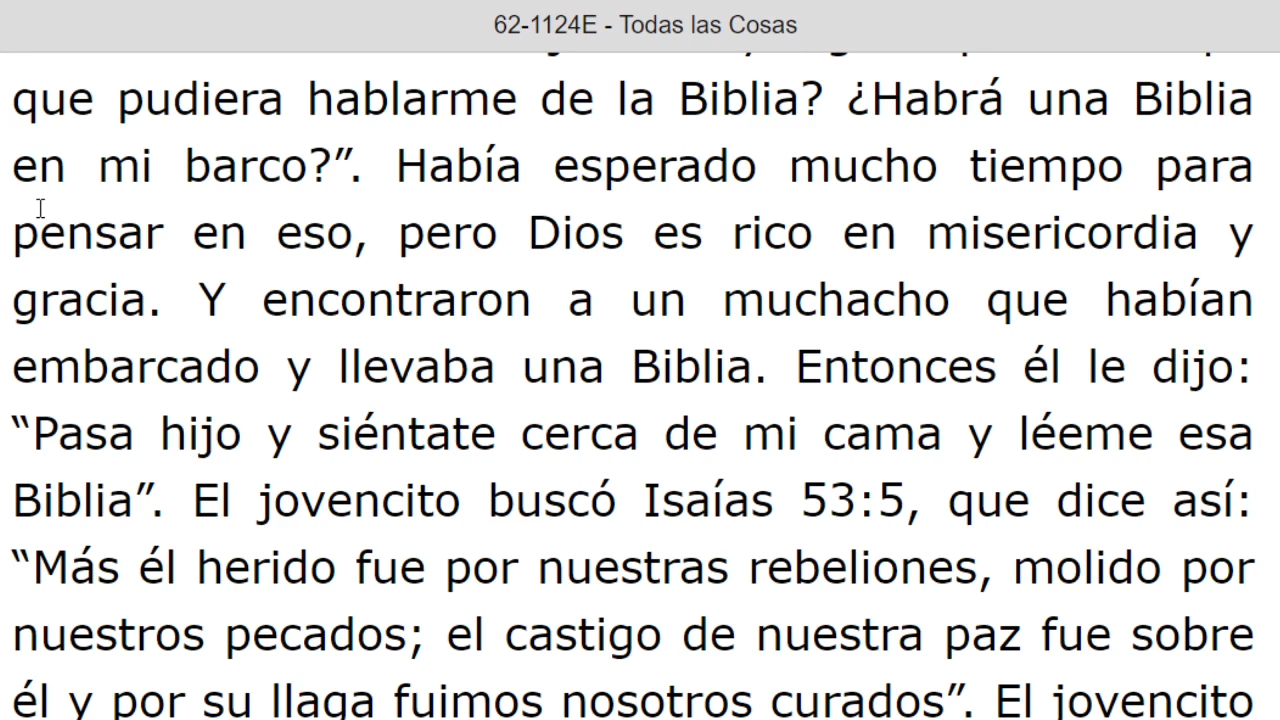 62-1124E - Todas las Cosas
que pudiera hablarme de la Biblia? ¿Habrá una Biblia
en mi barco?”. Había esperado mucho tiempo para
pensar en eso, pero Dios es rico en misericordia y
gracia. Y encontraron a un muchacho que habían
embarcado y llevaba una Biblia. Entonces él le dijo:
“Pasa hijo y siéntate cerca de mi cama y léeme esa
Biblia”. El jovencito buscó Isaías 53:5, que dice así:
“Más él herido fue por nuestras rebeliones, molido por
nuestros pecados; el castigo de nuestra paz fue sobre
él y por su llaga fuimos nosotros curados”. El jovencito